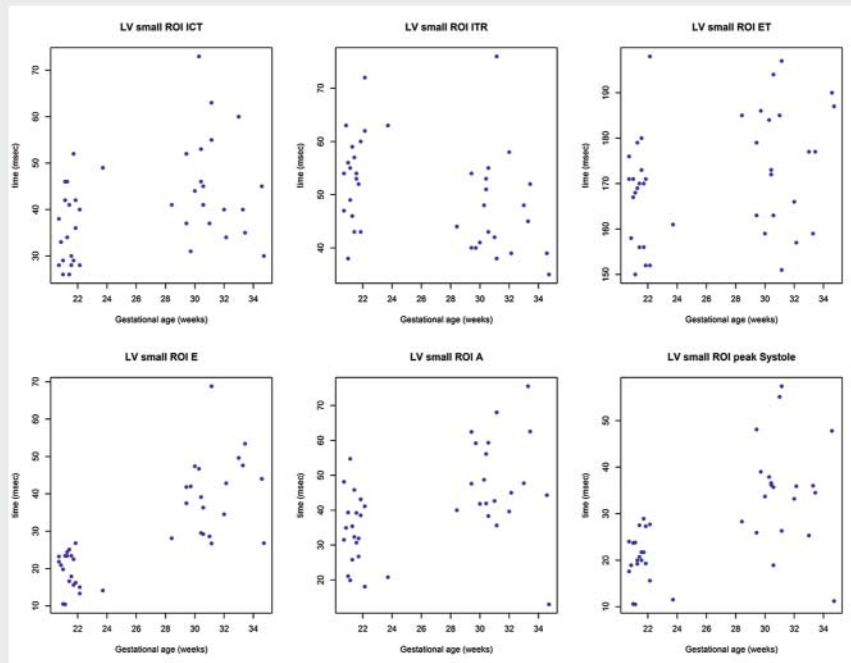 LV small ROI ICT
LV small ROI ITR
LV small ROI ET
time (msec)
70
60
50
40
30
22 24 26 28 30 32 34
Gestational age (weeks)
time (msec)
70
60
50
40
22 24 26 28 30 32 34
Gestational age (weeks)
time (msec)
190
180
170
160
150
22 24 26 28 30 32 34
Gestational age (weeks)
LV small ROI E
LV small ROI A
LV small ROI peak Systole
time (msec)
70
60
50
40
30
20
10
22 24 26 28 30 32 34
Gestational age (weeks)
time (msec)
70
60
50
40
30
20
22 24 26 28 30 32 34
Gestational age (weeks)
time (msec)
50
40
30
20
10
22 24 26 28 30 32 34
Gestational age (weeks)